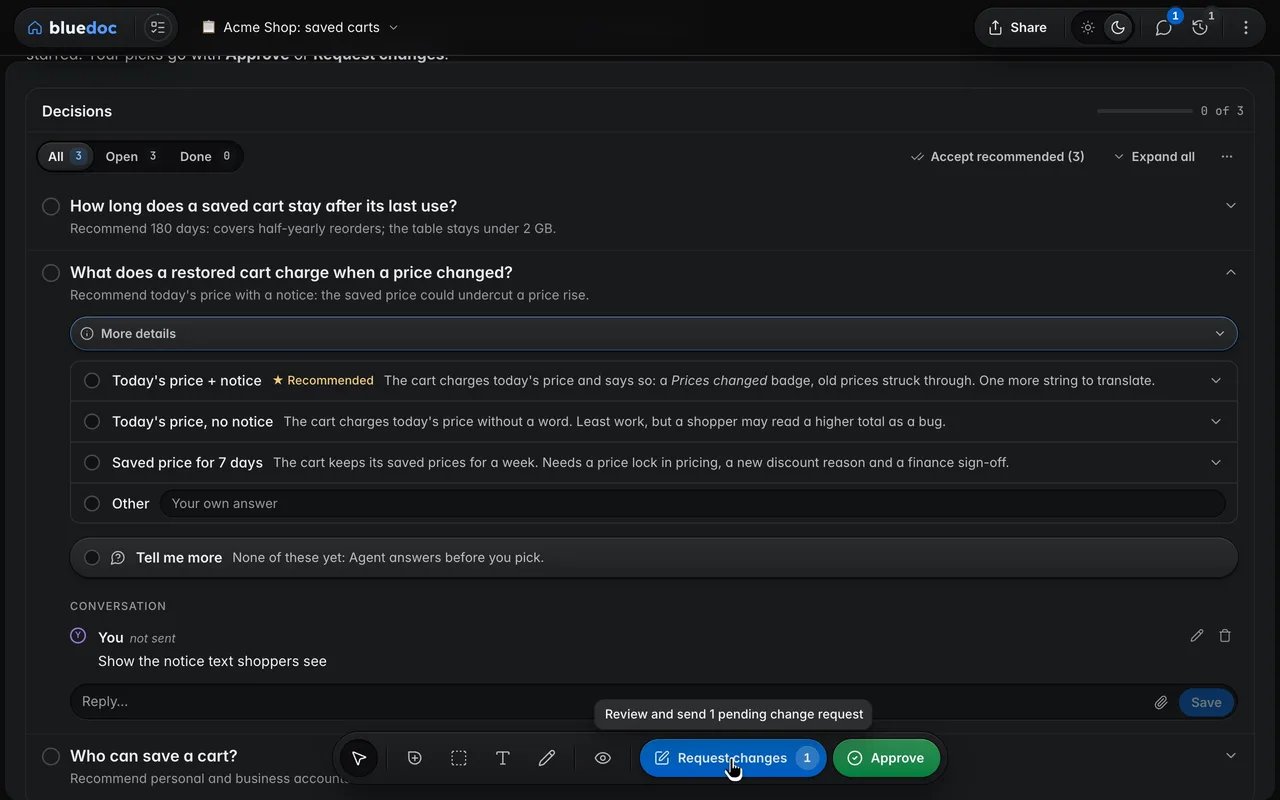 bluedoc
Acme Shop: saved carts
Share
1
1
starred. Your picks go with Approve or Request changes.
Decisions
0 of 3
All 3 Open 3 Done 0
Accept recommended (3)
Expand all
How long does a saved cart stay after its last use?
Recommend 180 days: covers half-yearly reorders; the table stays under 2 GB.
What does a restored cart charge when a price changed?
Recommend today's price with a notice: the saved price could undercut a price rise.
More details
Today's price + notice ★ Recommended The cart charges today's price and says so: a Prices changed badge, old prices struck through. One more string to translate.
Today's price, no notice The cart charges today's price without a word. Least work, but a shopper may read a higher total as a bug.
Saved price for 7 days The cart keeps its saved prices for a week. Needs a price lock in pricing, a new discount reason and a finance sign-off.
Other Your own answer
Tell me more None of these yet: Agent answers before you pick.
CONVERSATION
Y You not sent
Show the notice text shoppers see
Reply...
Save
Review and send 1 pending change request
Who can save a cart?
Recommend personal and business
Request changes 1
Approve